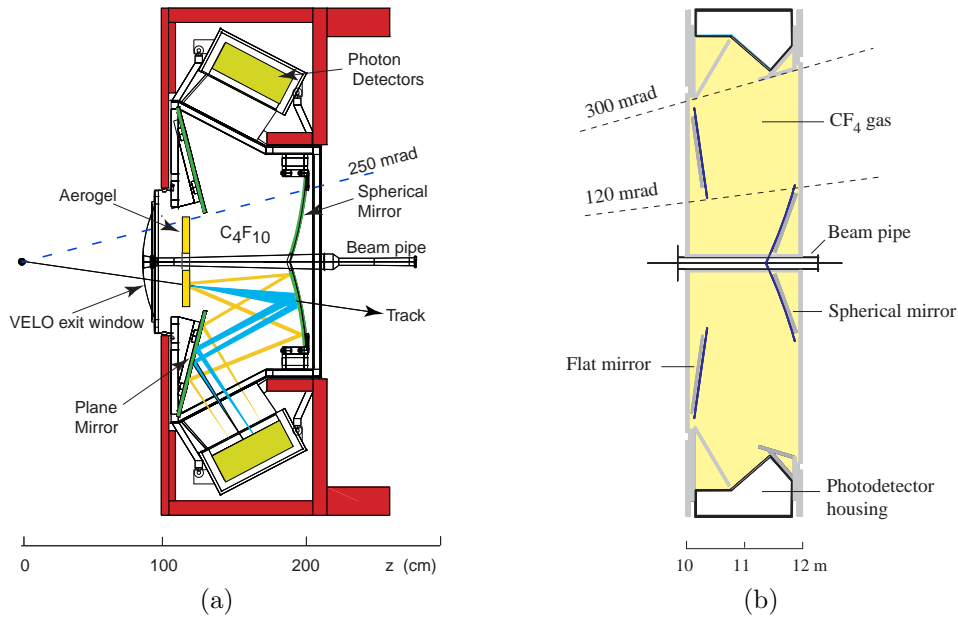 Photon
Detectors
250 mrad
Aerogel
Spherical
Mirror
C4F10
Beam pipe
VELO exit window
Track
Plane
Mirror
0
100
200
z (cm)
(a)
300 mrad
CF4 gas
120 mrad
Beam pipe
Spherical mirror
Flat mirror
Photodetector
housing
10
11
12 m
(b)